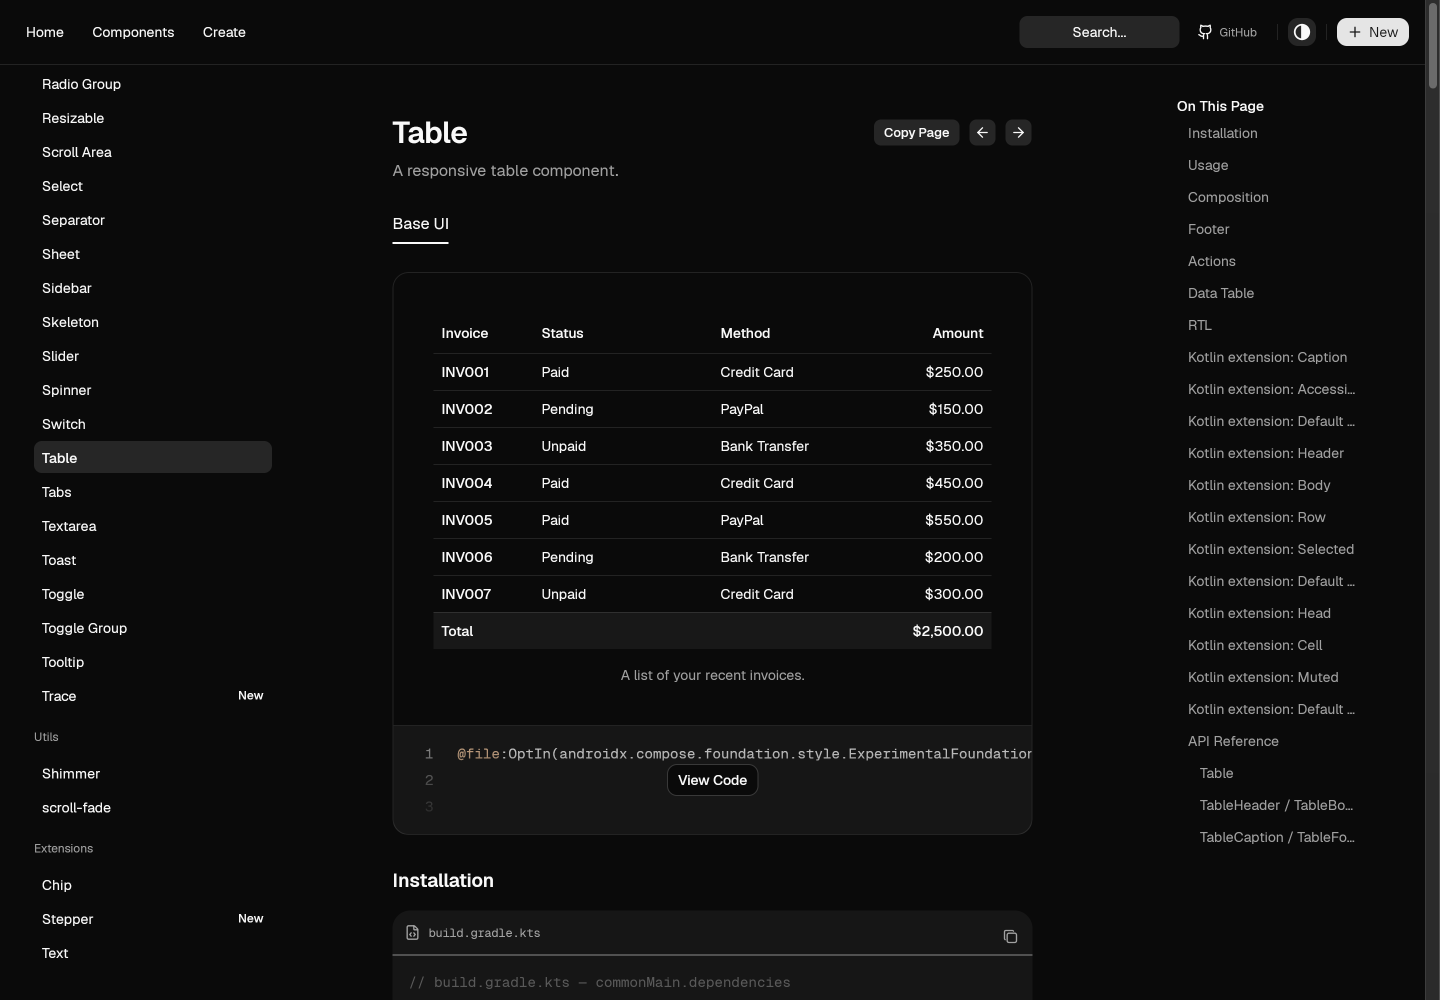 Home Components Create Search... GitHub New
Radio Group
Resizable
Scroll Area
Select
Separator
Sheet
Sidebar
Skeleton
Slider
Spinner
Switch
Table
Tabs
Textarea
Toast
Toggle
Toggle Group
Tooltip
Trace New
Utils
Shimmer
scroll-fade
Extensions
Chip
Stepper New
Text
Table
Copy Page
A responsive table component.
Base UI
Invoice Status Method Amount
INV001 Paid Credit Card $250.00
INV002 Pending PayPal $150.00
INV003 Unpaid Bank Transfer $350.00
INV004 Paid Credit Card $450.00
INV005 Paid PayPal $550.00
INV006 Pending Bank Transfer $200.00
INV007 Unpaid Credit Card $300.00
Total $2,500.00
A list of your recent invoices.
1 @file:OptIn(androidx.compose.foundation.style.ExperimentalFoundation
2
View Code
3
Installation
build.gradle.kts
// build.gradle.kts — commonMain.dependencies
On This Page
Installation
Usage
Composition
Footer
Actions
Data Table
RTL
Kotlin extension: Caption
Kotlin extension: Accessi...
Kotlin extension: Default ...
Kotlin extension: Header
Kotlin extension: Body
Kotlin extension: Row
Kotlin extension: Selected
Kotlin extension: Default ...
Kotlin extension: Head
Kotlin extension: Cell
Kotlin extension: Muted
Kotlin extension: Default ...
API Reference
Table
TableHeader / TableBo...
TableCaption / TableFo...